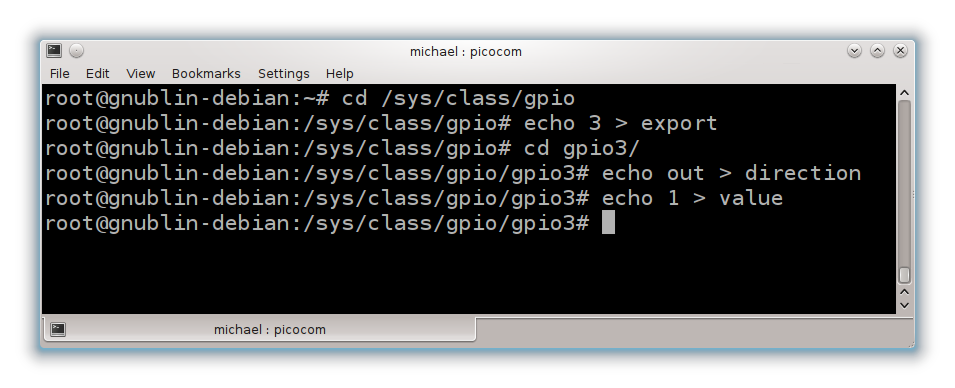 michael : picocom
File Edit View Bookmarks Settings Help
root@gnublin-debian:~# cd /sys/class/gpio
root@gnublin-debian:/sys/class/gpio# echo 3 > export
root@gnublin-debian:/sys/class/gpio# cd gpio3/
root@gnublin-debian:/sys/class/gpio/gpio3# echo out > direction
root@gnublin-debian:/sys/class/gpio/gpio3# echo 1 > value
root@gnublin-debian:/sys/class/gpio/gpio3#
michael : picocom